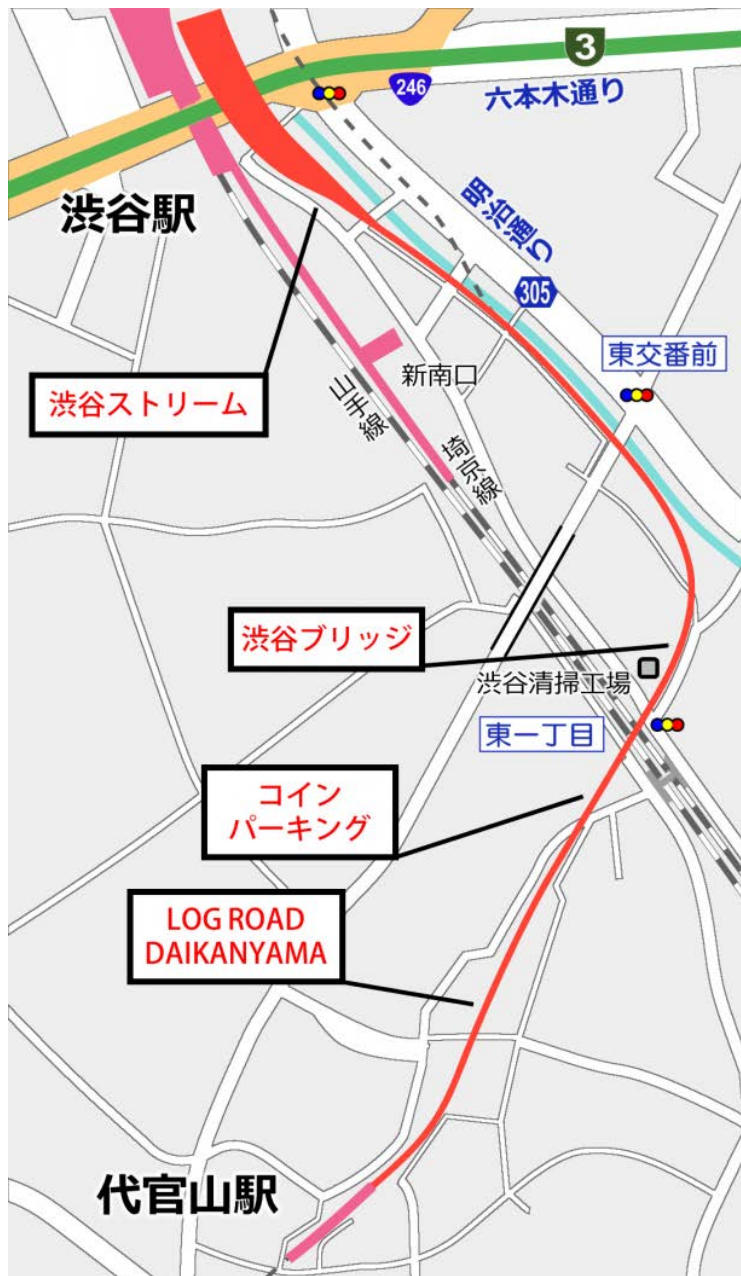 3
246
六本木通り
渋谷駅
明治通り
305
東交番前
新南口
渋谷ストリーム
山手線
埼京線
渋谷ブリッジ
渋谷清掃工場
東一丁目
コイン
パーキング
LOG ROAD
DAIKANYAMA
代官山駅